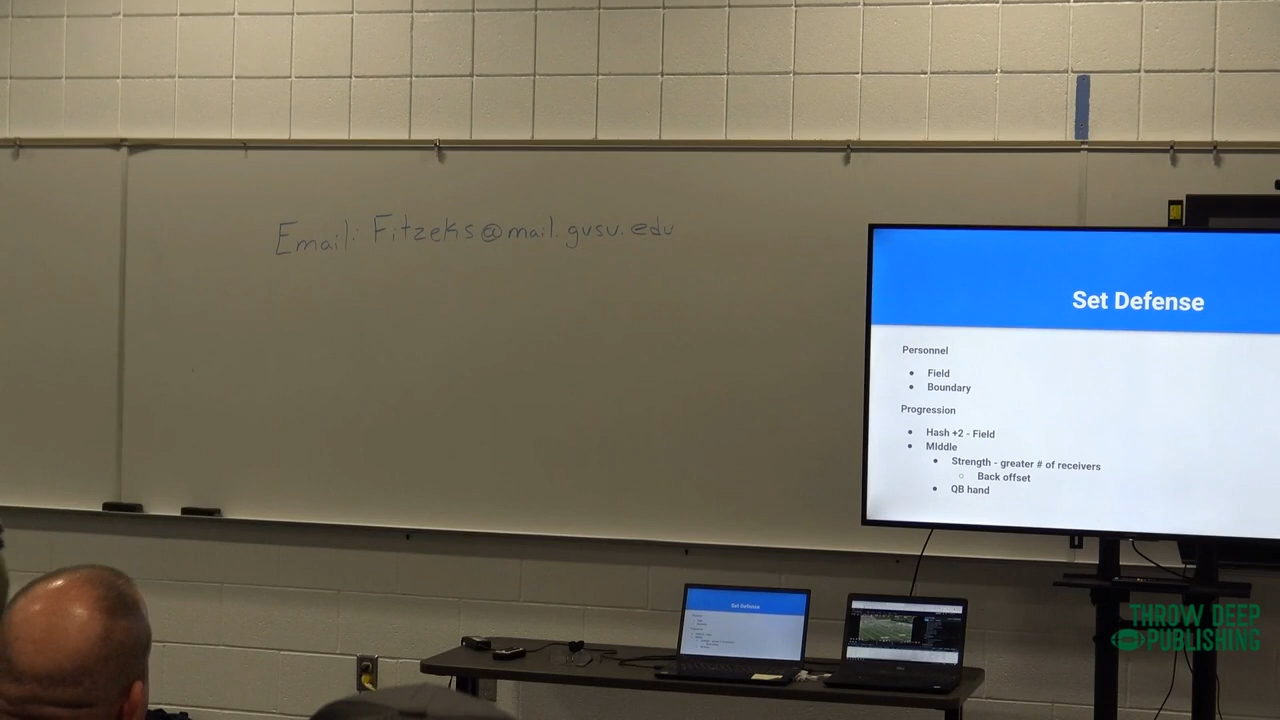 Email: Fitzeks@mail.gvsu.edu
Set Defense
Personnel
● Field
● Boundary
Progression
● Hash +2 - Field
● MIddle
● Strength - greater # of receivers
○ Back offset
● QB hand
Set Defense
THROW DEEP
PUBLISHING